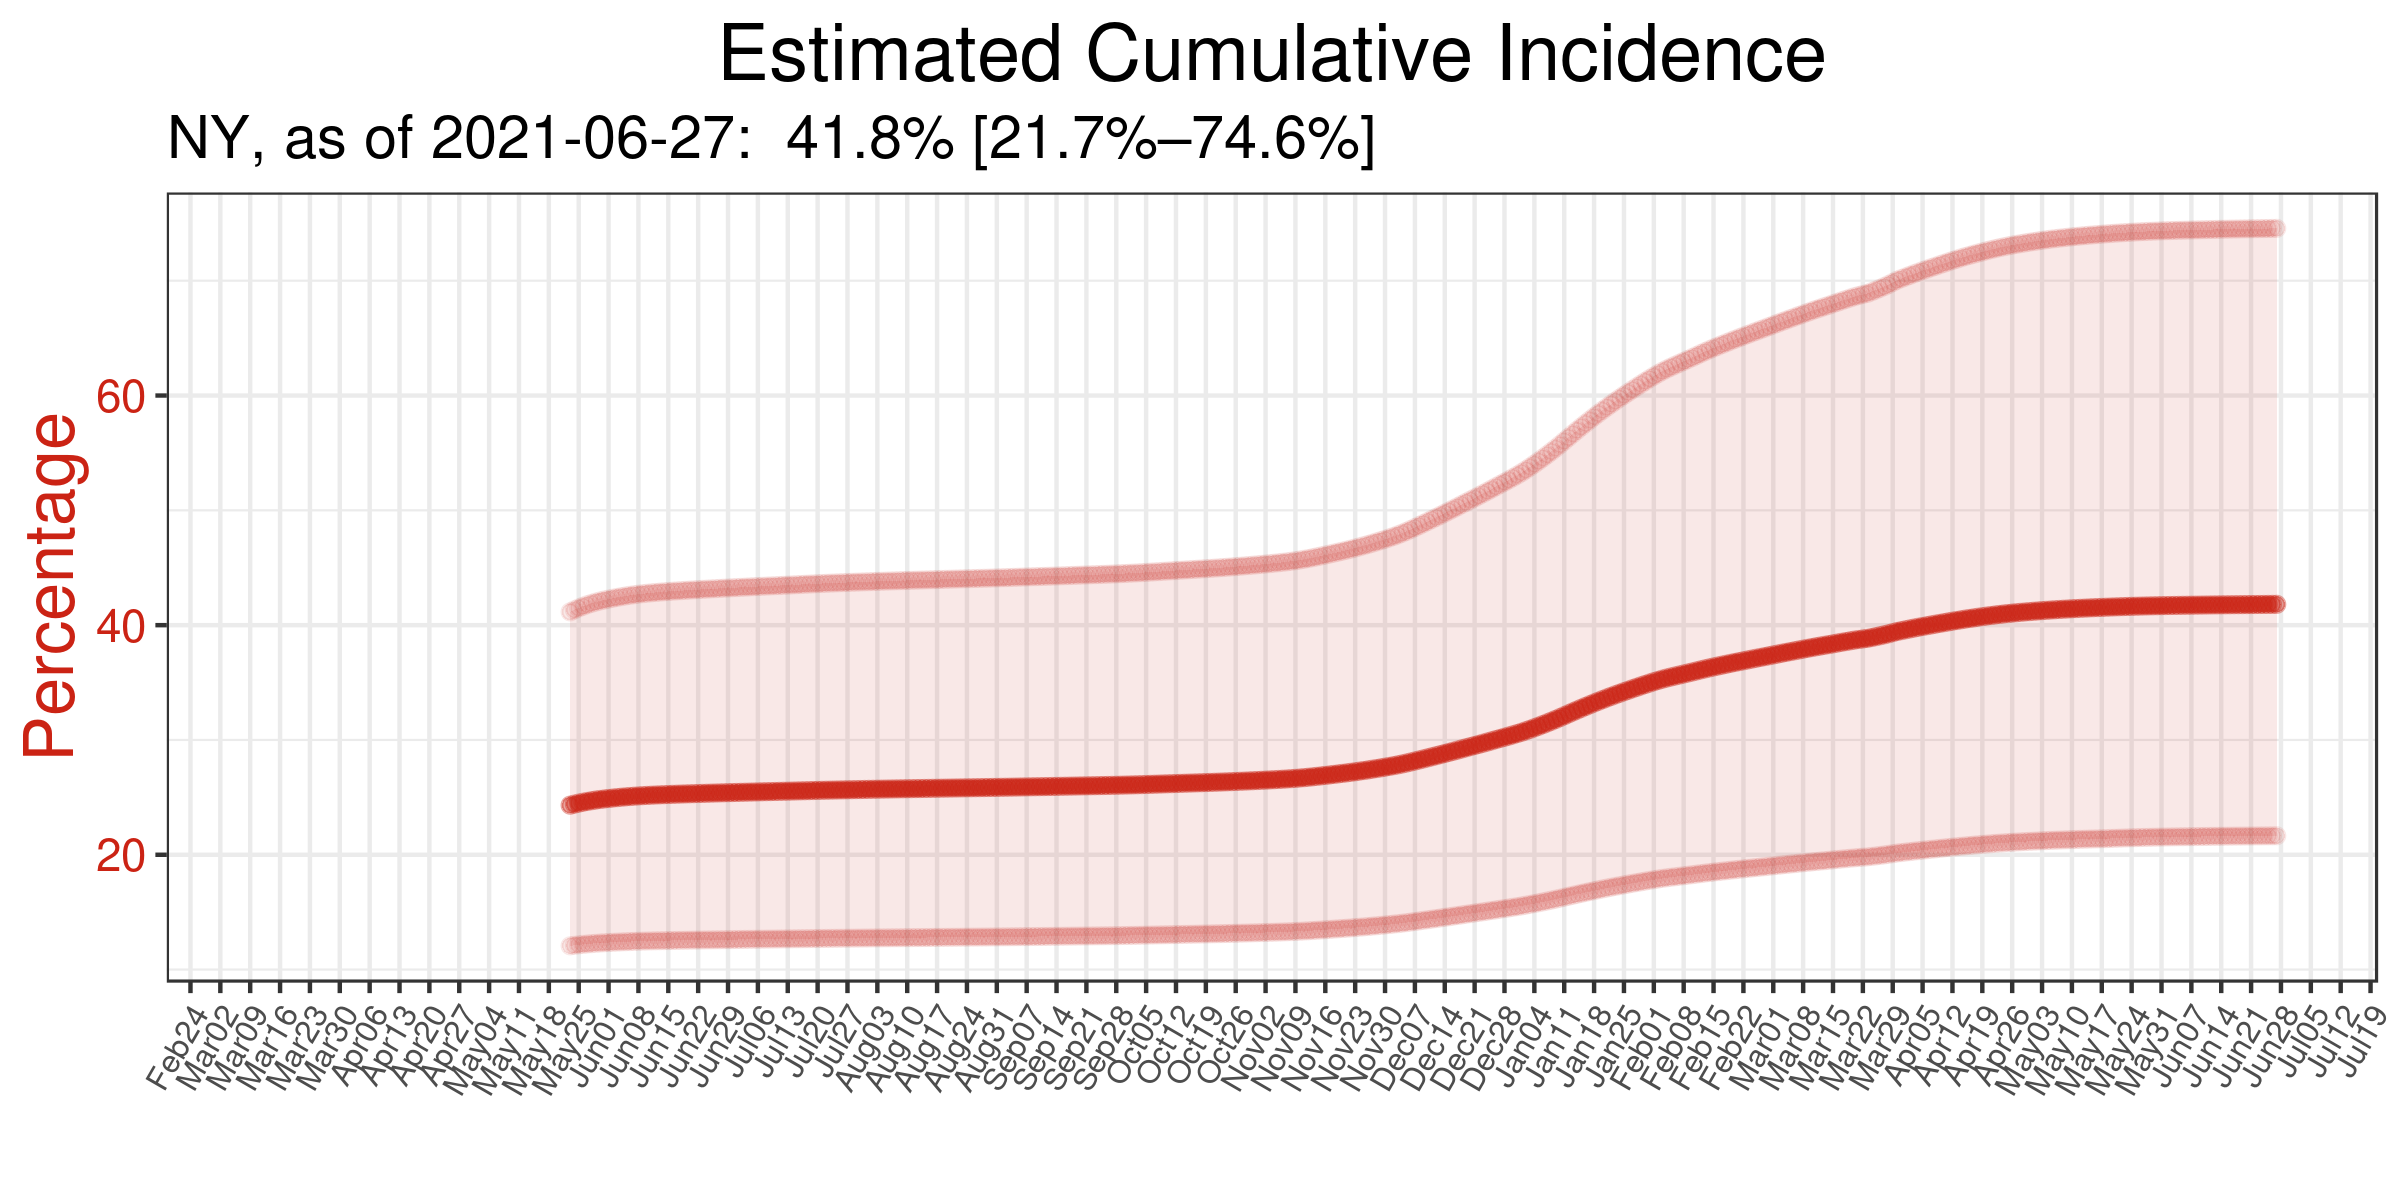 Estimated Cumulative Incidence
NY, as of 2021-06-27:  41.8% [21.7%–74.6%]
Percentage
60
40
20
Feb24
Mar02
Mar09
Mar16
Mar23
Mar30
Apr06
Apr13
Apr20
Apr27
May04
May11
May18
May25
Jun01
Jun08
Jun15
Jun22
Jun29
Jul06
Jul13
Jul20
Jul27
Aug03
Aug10
Aug17
Aug24
Aug31
Sep07
Sep14
Sep21
Sep28
Oct05
Oct12
Oct19
Oct26
Nov02
Nov09
Nov16
Nov23
Nov30
Dec07
Dec14
Dec21
Dec28
Jan04
Jan11
Jan18
Jan25
Feb01
Feb08
Feb15
Feb22
Mar01
Mar08
Mar15
Mar22
Mar29
Apr05
Apr12
Apr19
Apr26
May03
May10
May17
May24
May31
Jun07
Jun14
Jun21
Jun28
Jul05
Jul12
Jul19